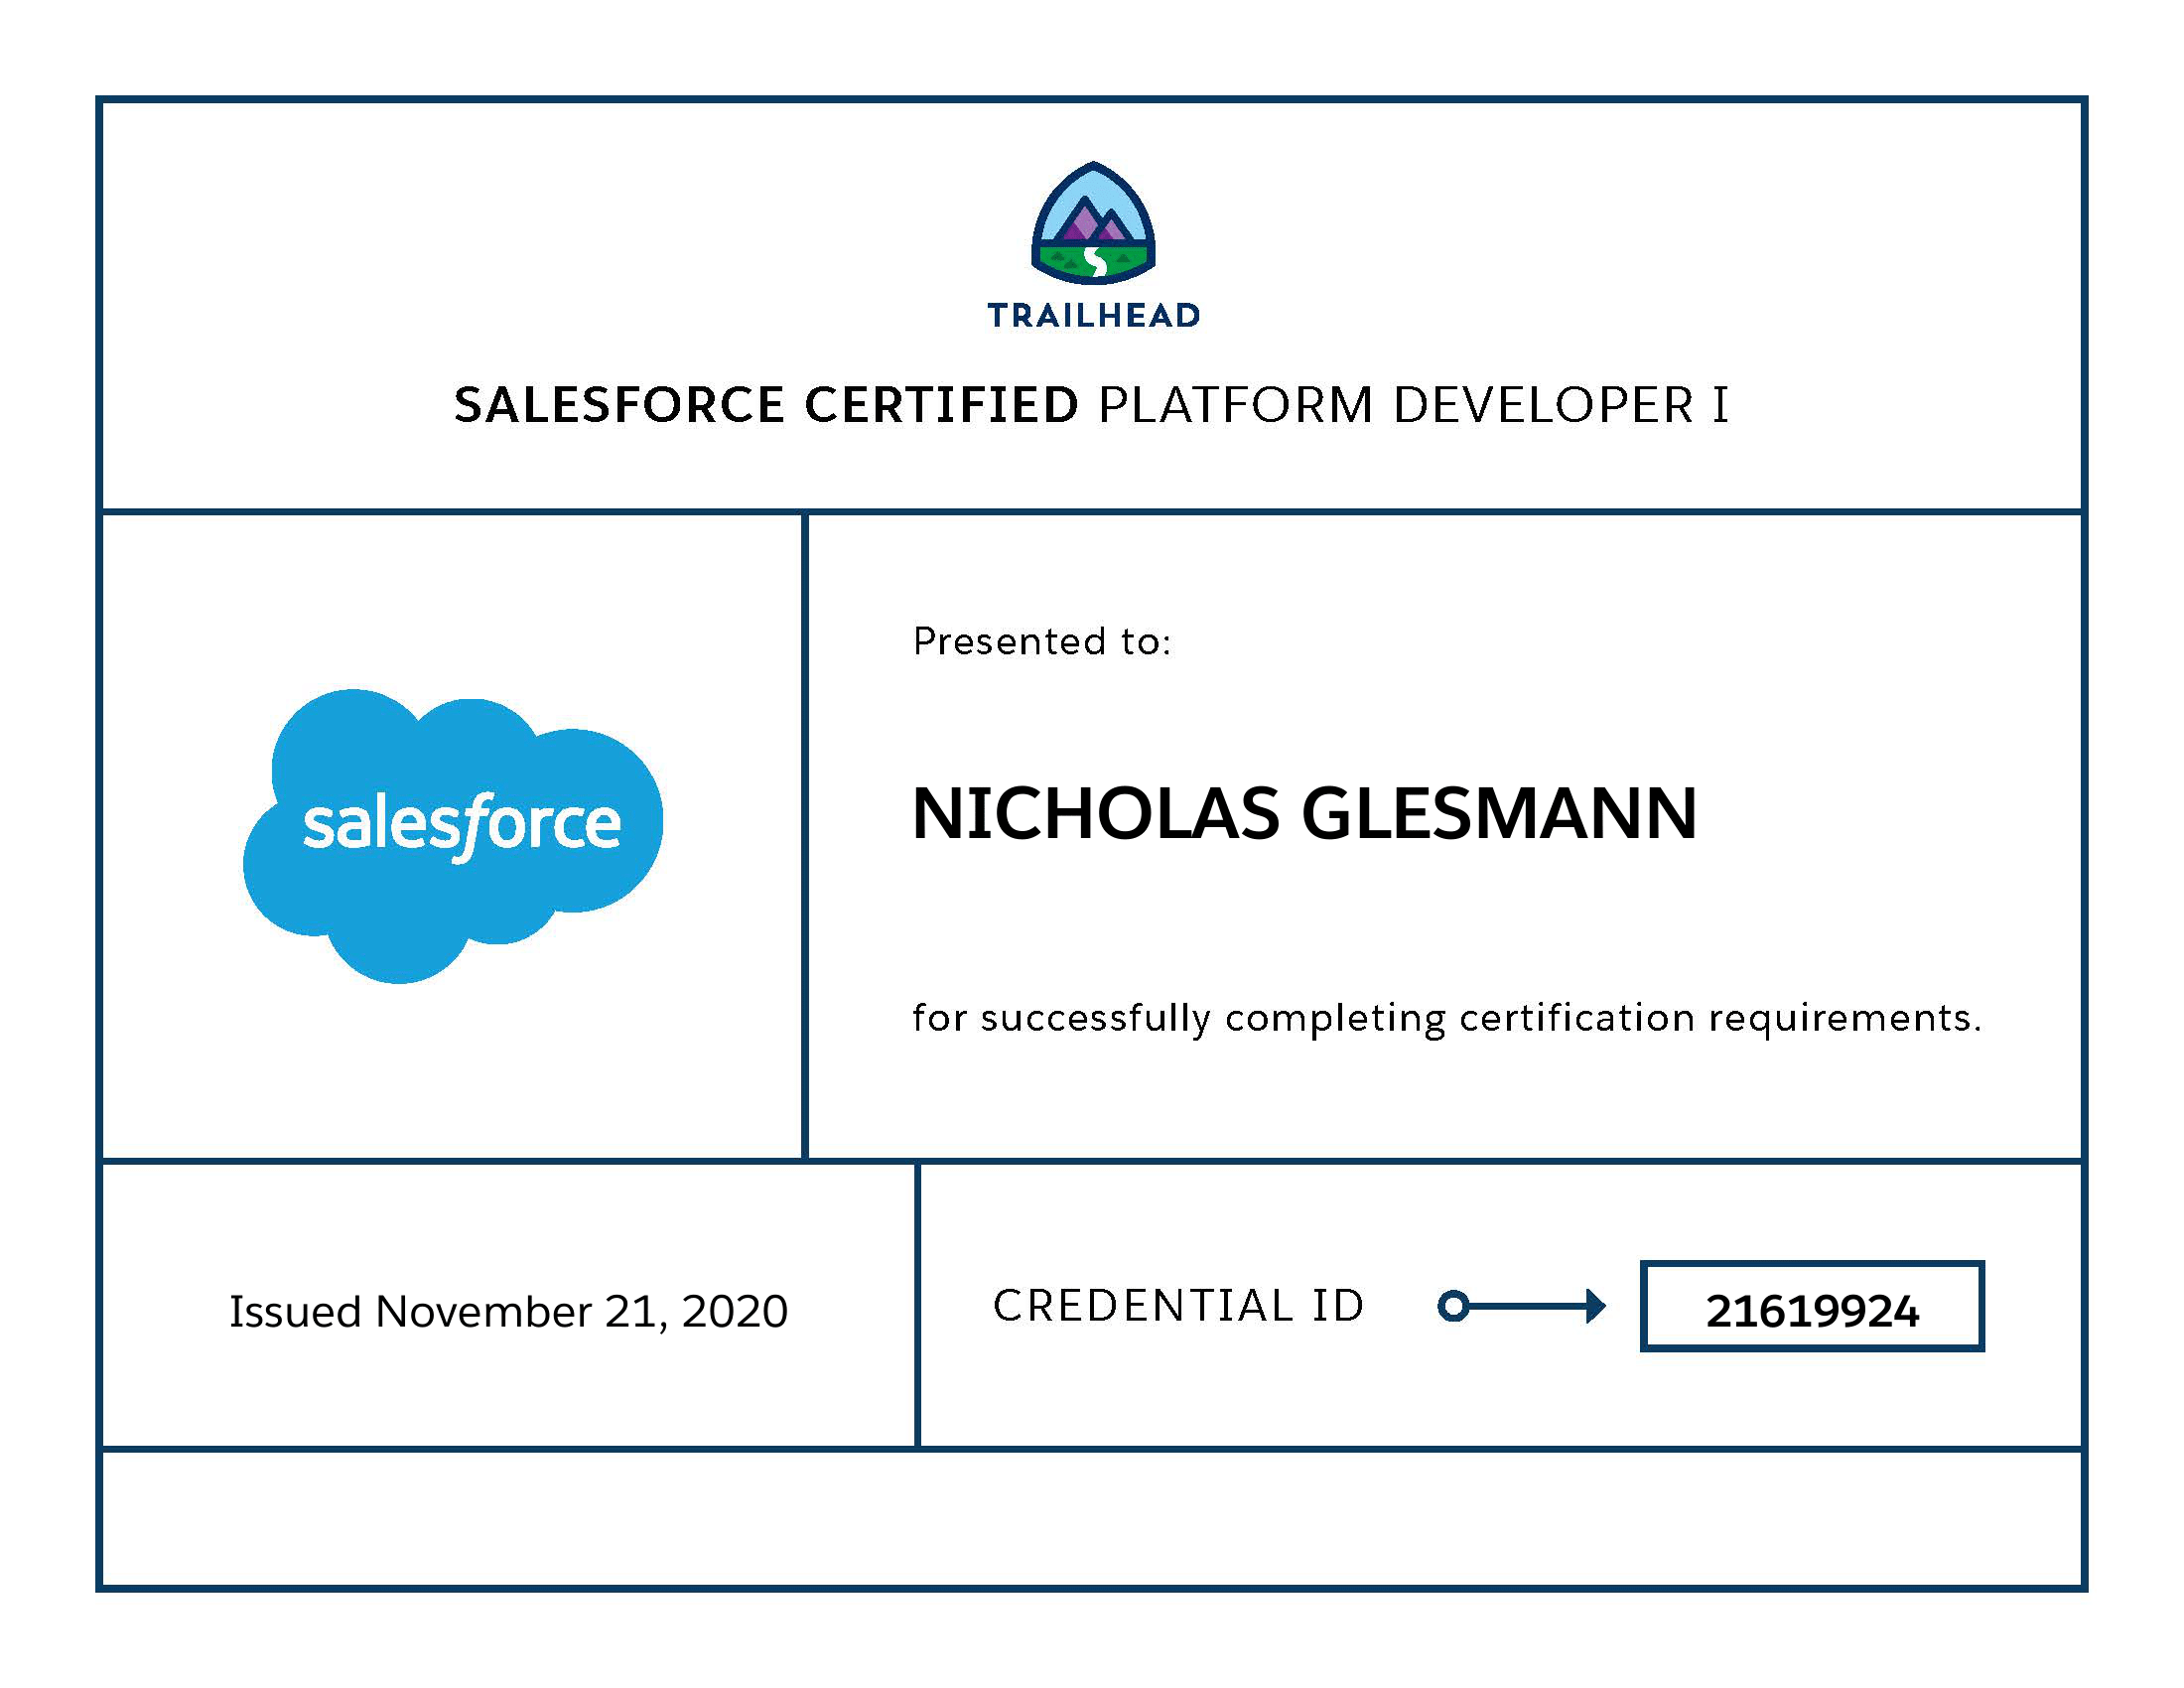 TRAILHEAD
SALESFORCE CERTIFIED PLATFORM DEVELOPER I
salesforce
Presented to:
NICHOLAS GLESMANN
for successfully completing certification requirements.
Issued November 21, 2020
CREDENTIAL ID
21619924